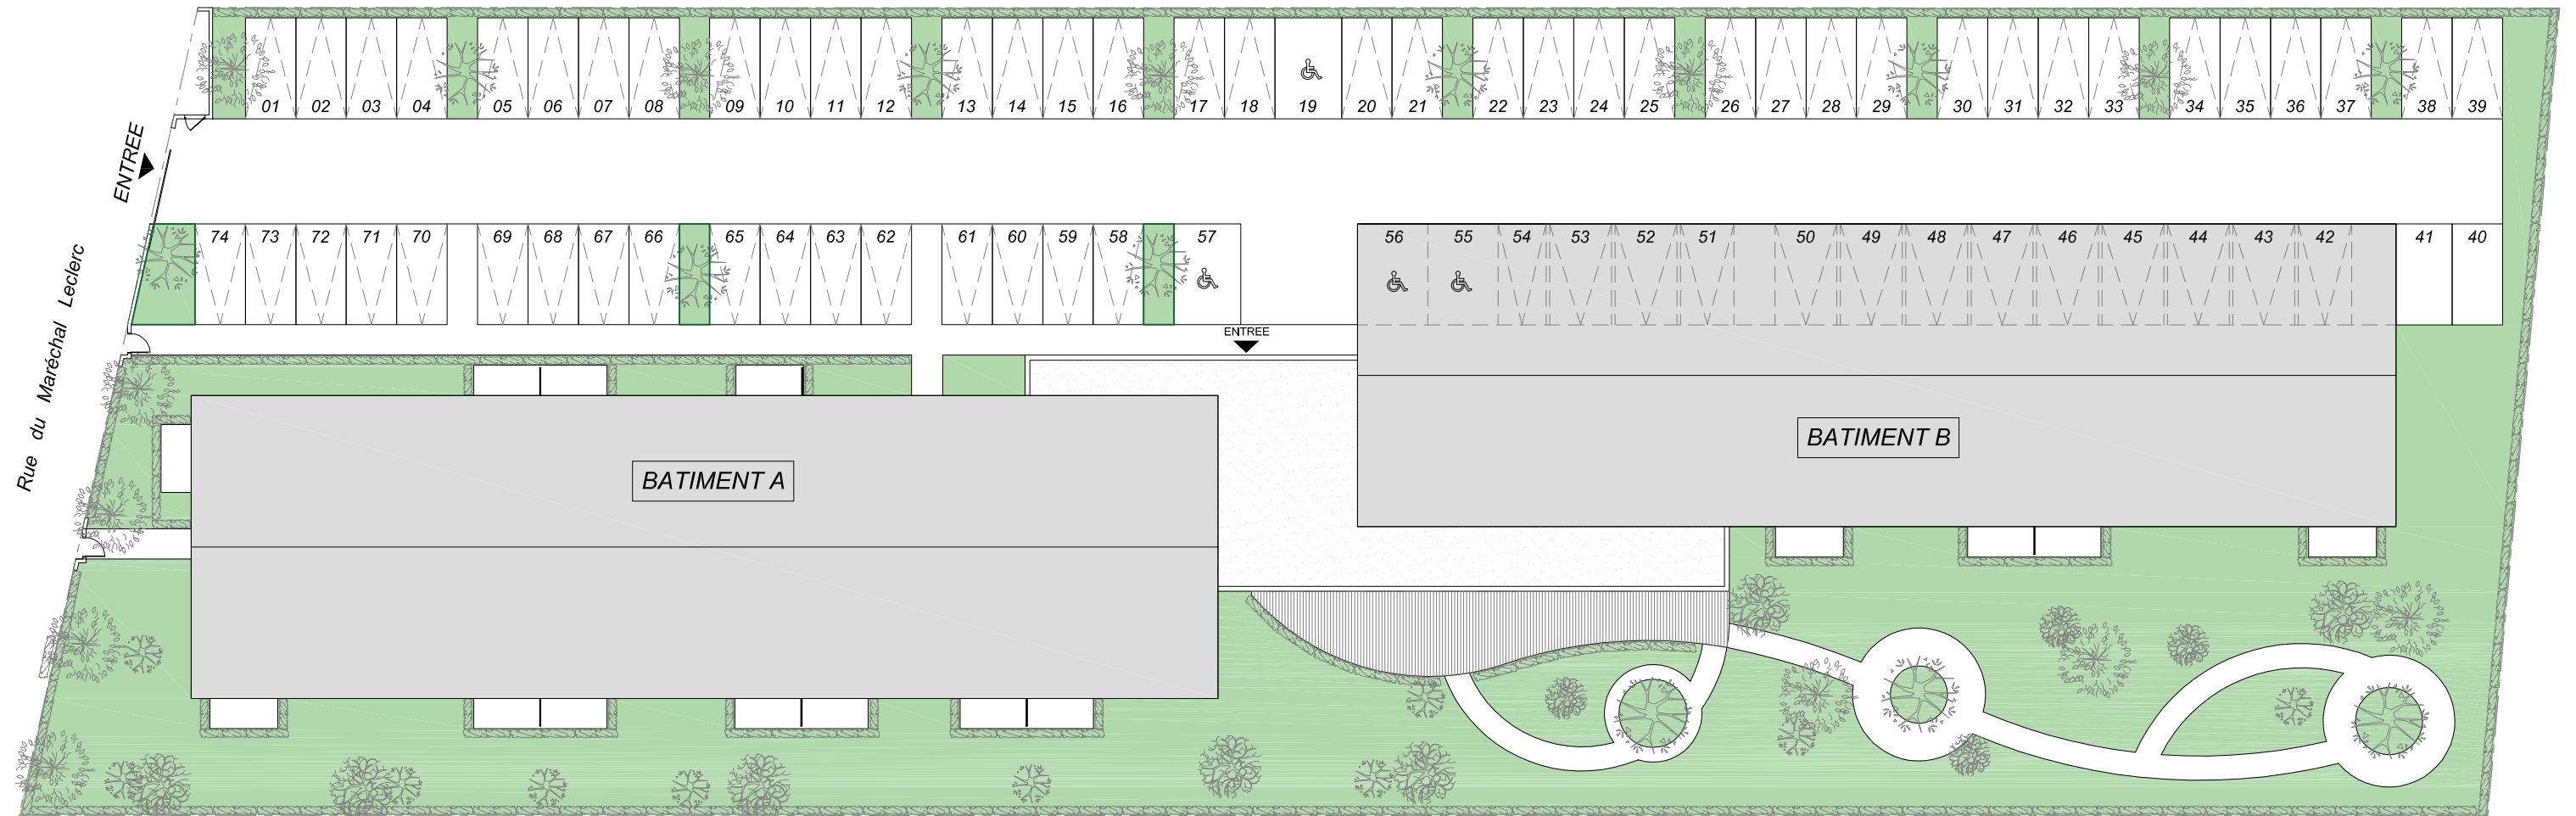 01 02 03 04 05 06 07 08 09 10 11 12 13 14 15 16 17 18 19 20 21 22 23 24 25 26 27 28 29 30 31 32 33 34 35 36 37 38 39
ENTREE
74 73 72 71 70 69 68 67 66 65 64 63 62 61 60 59 58 57 56 55 54 53 52 51 50 49 48 47 46 45 44 43 42 41 40
Rue du Maréchal Leclerc
ENTREE
BATIMENT B
BATIMENT A